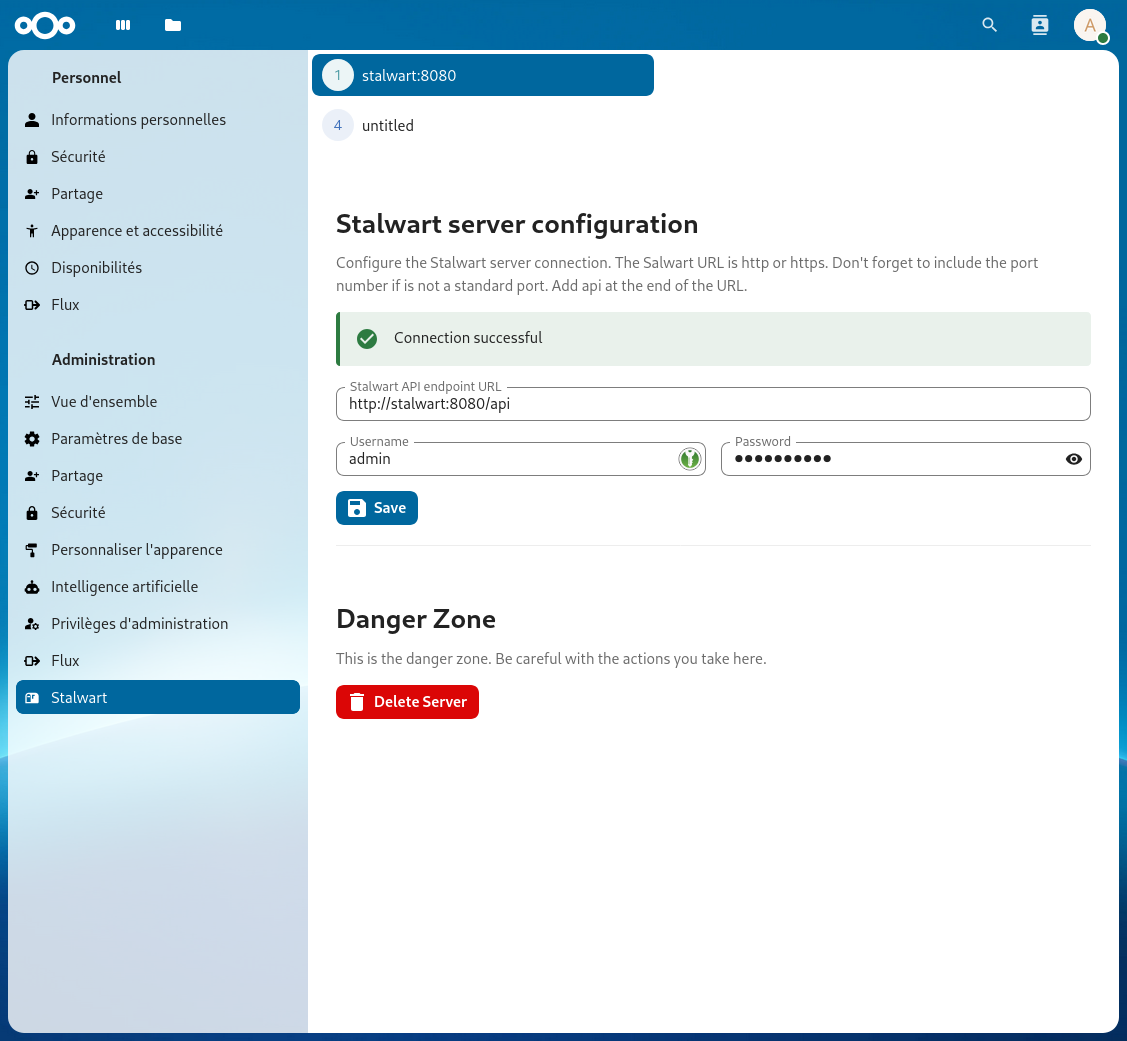 A
Personnel
Informations personnelles
Sécurité
Partage
Apparence et accessibilité
Disponibilités
Flux
Administration
Vue d'ensemble
Paramètres de base
Partage
Sécurité
Personnaliser l'apparence
Intelligence artificielle
Privilèges d'administration
Flux
Stalwart
1 stalwart:8080
4 untitled
Stalwart server configuration
Configure the Stalwart server connection. The Salwart URL is http or https. Don't forget to include the port
number if is not a standard port. Add api at the end of the URL.
Connection successful
Stalwart API endpoint URL
http://stalwart:8080/api
Username
admin
Password
●●●●●●●●●●
Save
Danger Zone
This is the danger zone. Be careful with the actions you take here.
Delete Server